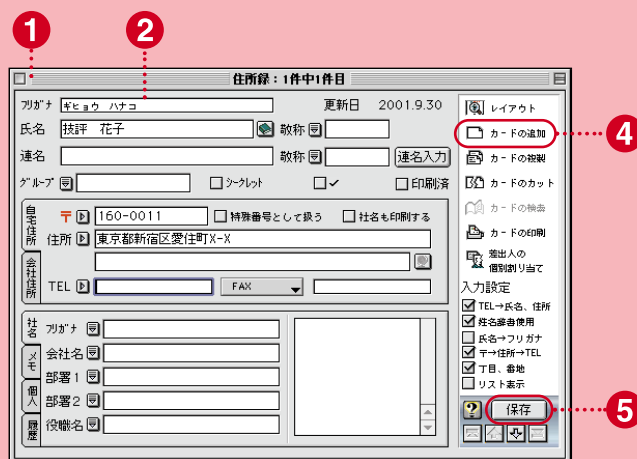 1
2
住所録：1件中1件目
フリガナ ギヒョウ ハナコ 更新日 2001.9.30
氏名 技評 花子 敬称
連名 敬称 連名入力
グループ シークレット ✓ 印刷済
自宅住所
〒 160-0011 特殊番号として扱う 社名も印刷する
住所 東京都新宿区愛住町X-X
会社住所
TEL FAX
社名
フリガナ
メモ
会社名
部署1
個人
部署2
履歴
役職名
レイアウト
カードの追加 4
カードの複製
カードのカット
カードの検索
カードの印刷
差出人の
個別割り当て
入力設定
TEL→氏名、住所
姓名辞書使用
氏名→フリガナ
〒→住所→TEL
丁目、番地
リスト表示
? 保存 5